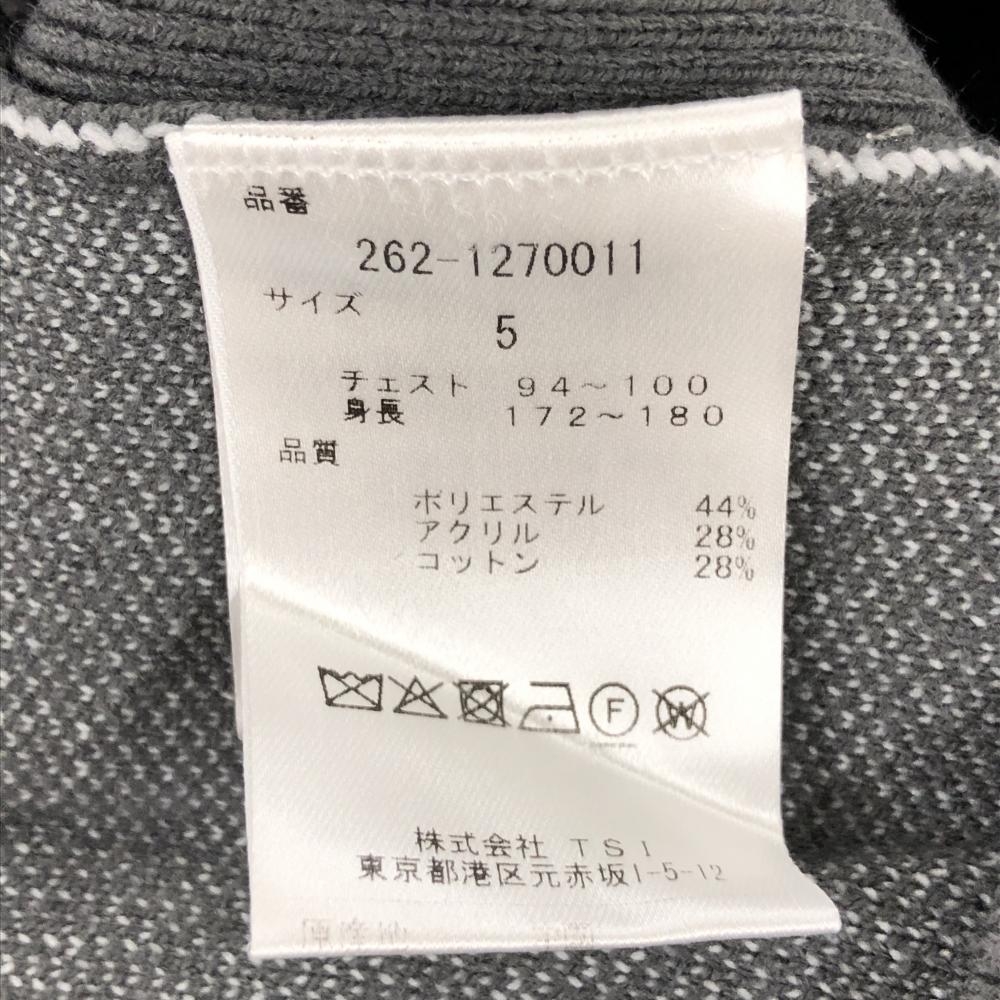 品番
262-1270011
サイズ
5
チェスト 94~100
身長 172~180
品質
ポリエステル 44%
アクリル 28%
コットン 28%
F W
株式会社 TSI
東京都港区元赤坂1-5-12